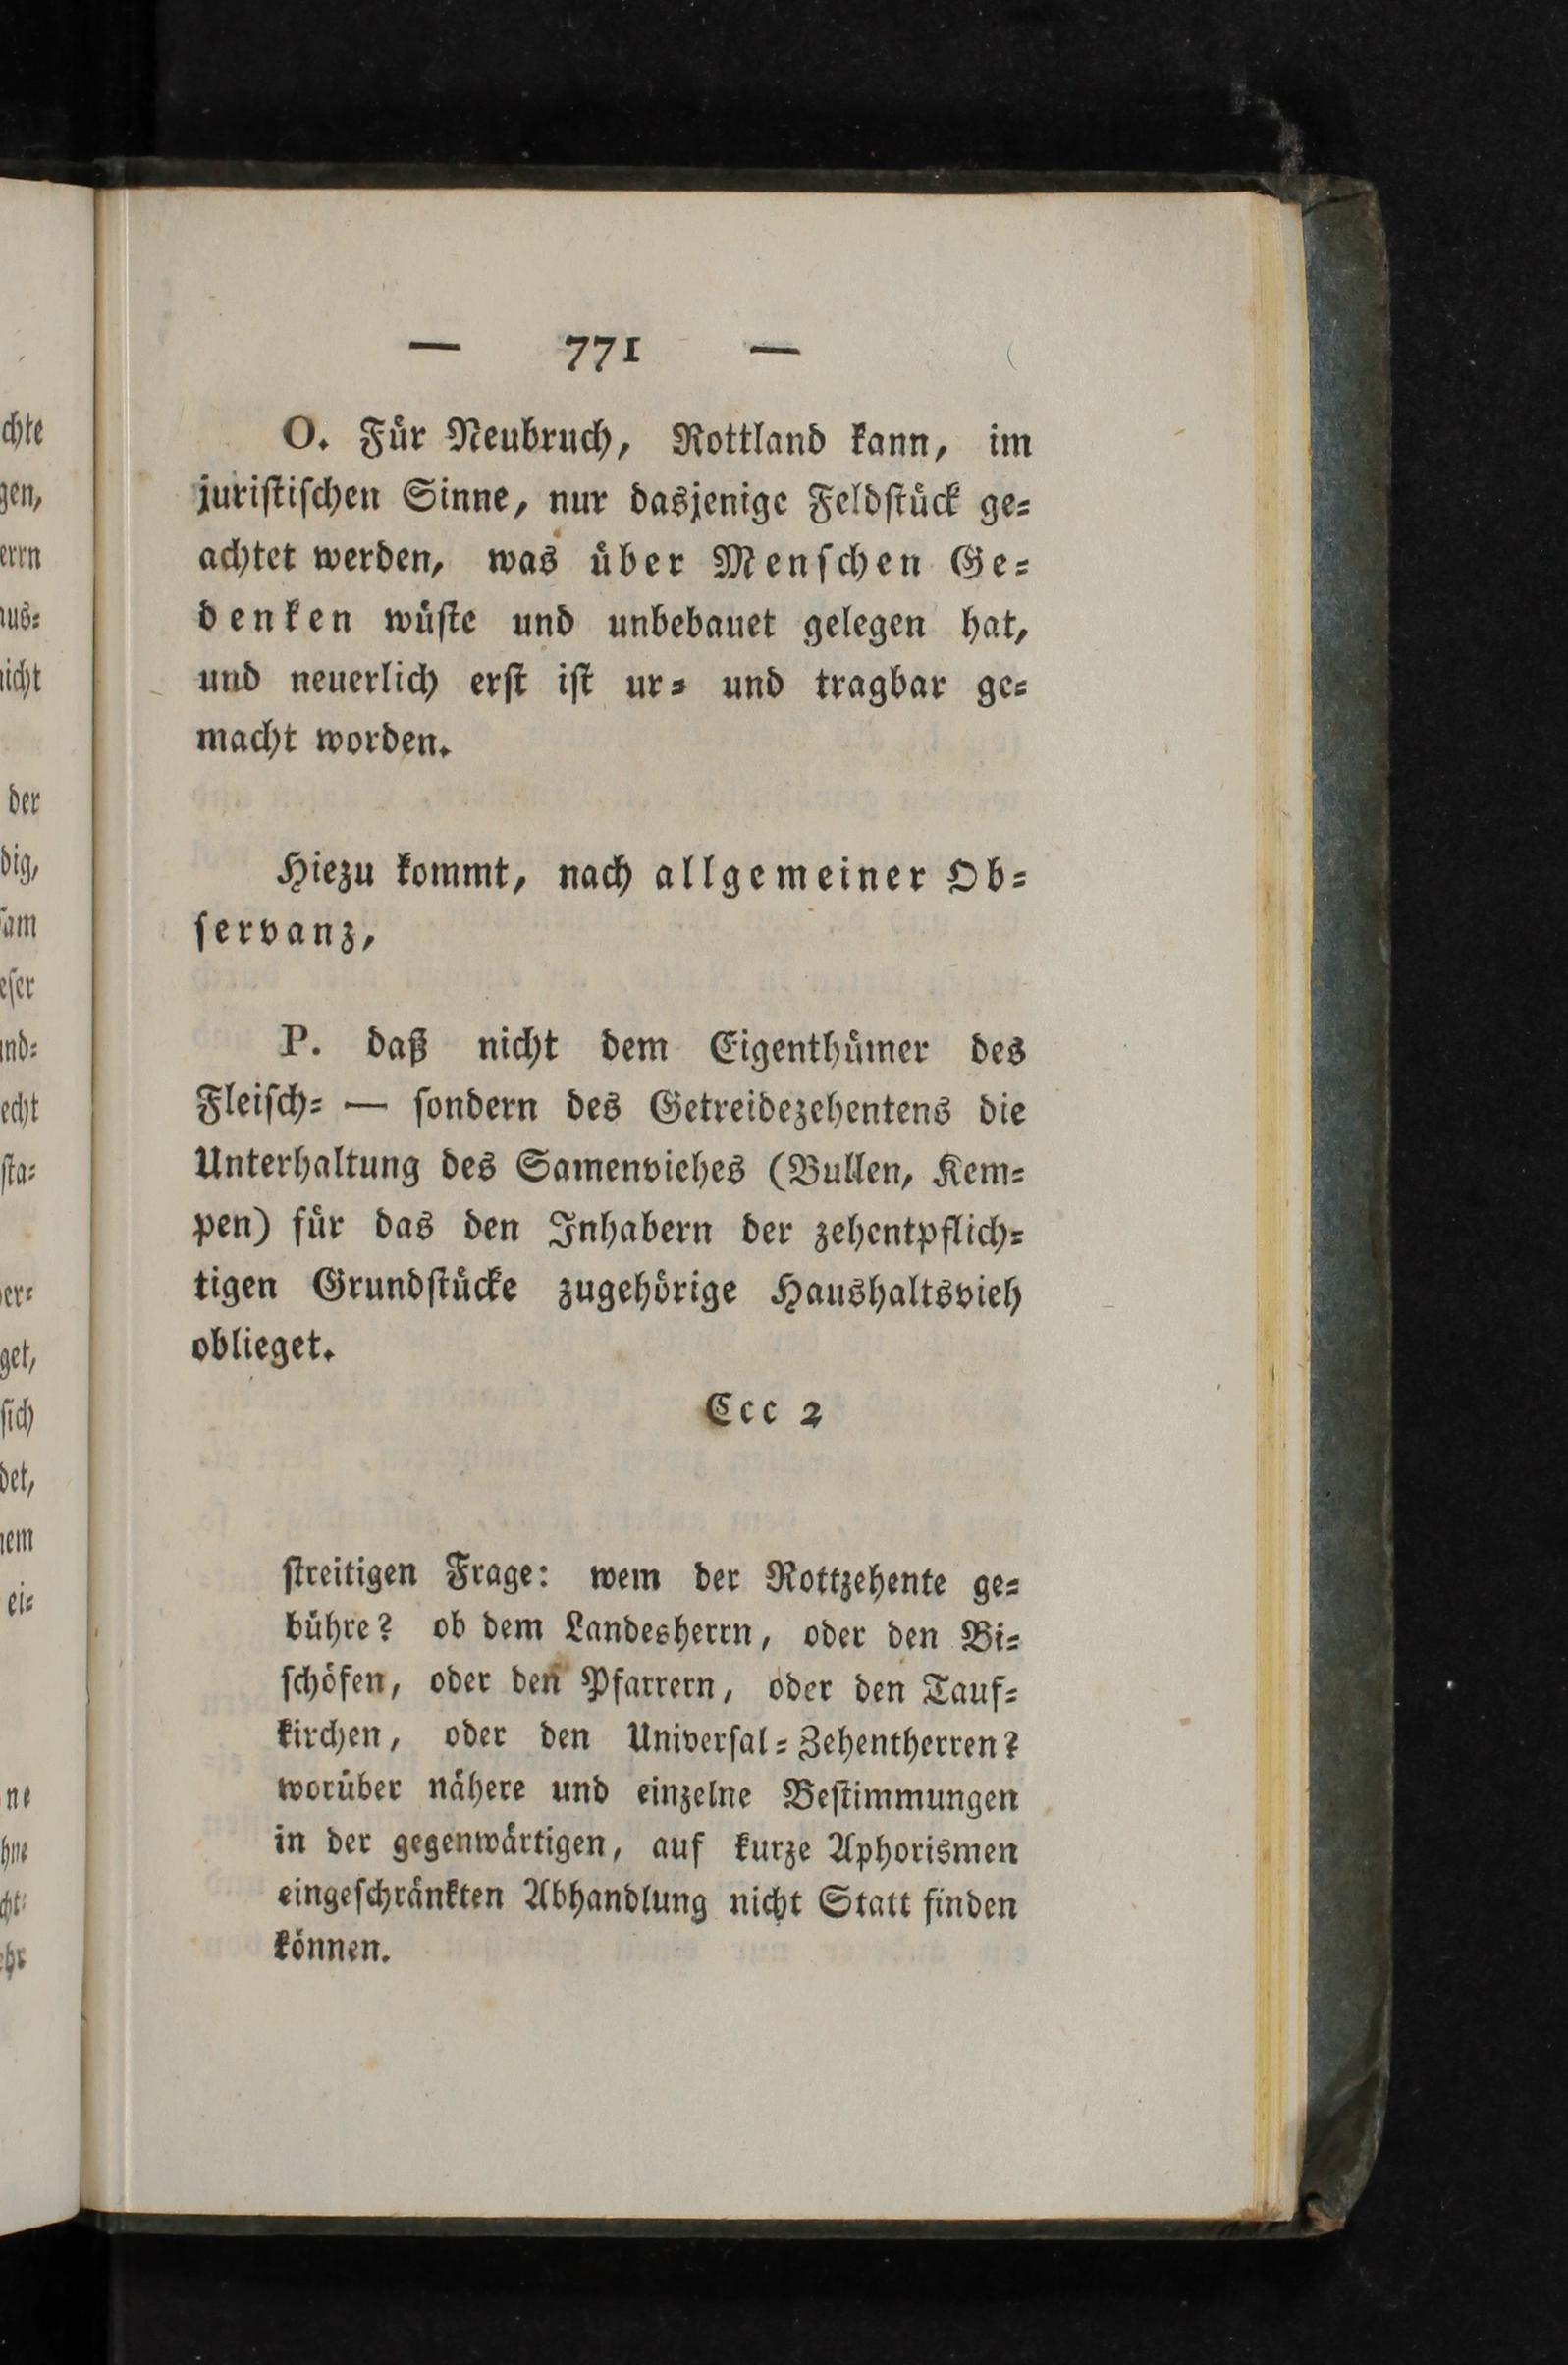 — 771 —
O. Für Neubruch, Rottland kann, im
juristischen Sinne, nur dasjenige Feldstück ge=
achtet werden, was über Menschen Ge=
denken wüste und unbebauet gelegen hat,
und neuerlich erst ist ur= und tragbar ge=
macht worden.
Hiezu kommt, nach allgemeiner Ob=
servanz,
P. daß nicht dem Eigenthümer des
Fleisch= — sondern des Getreidezehentens die
Unterhaltung des Samenviehes (Bullen, Kem=
pen) für das den Inhabern der zehentpflich=
tigen Grundstücke zugehörige Haushaltsvieh
oblieget.
Ccc 2
streitigen Frage: wem der Rottzehente ge=
bühre? ob dem Landesherrn, oder den Bi=
schöfen, oder den Pfarrern, oder den Tauf=
kirchen, oder den Universal=Zehentherren?
worüber nähere und einzelne Bestimmungen
in der gegenwärtigen, auf kurze Aphorismen
eingeschränkten Abhandlung nicht Statt finden
können.